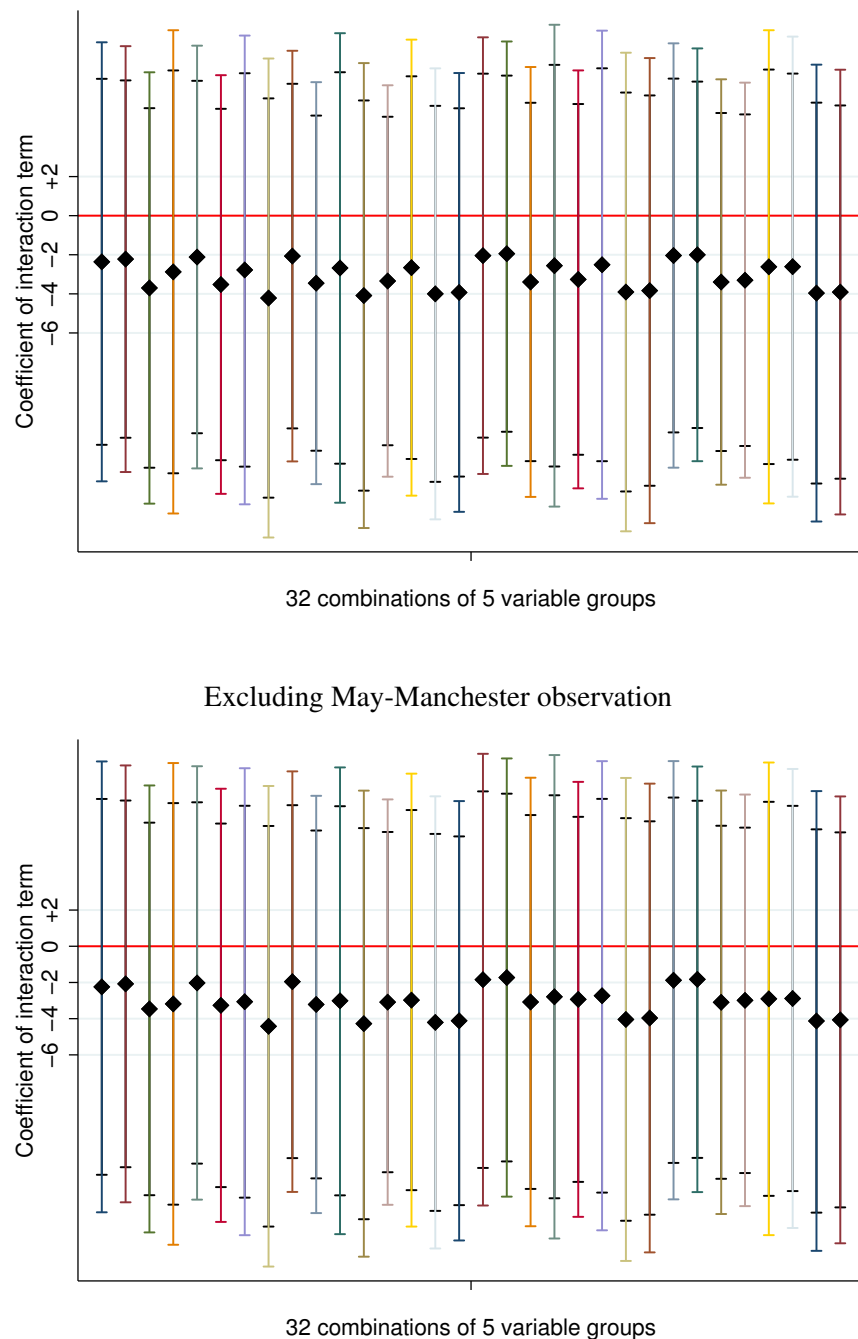 Coefficient of interaction term
+2
0
−2
−4
−6
32 combinations of 5 variable groups
Excluding May-Manchester observation
Coefficient of interaction term
+2
0
−2
−4
−6
32 combinations of 5 variable groups